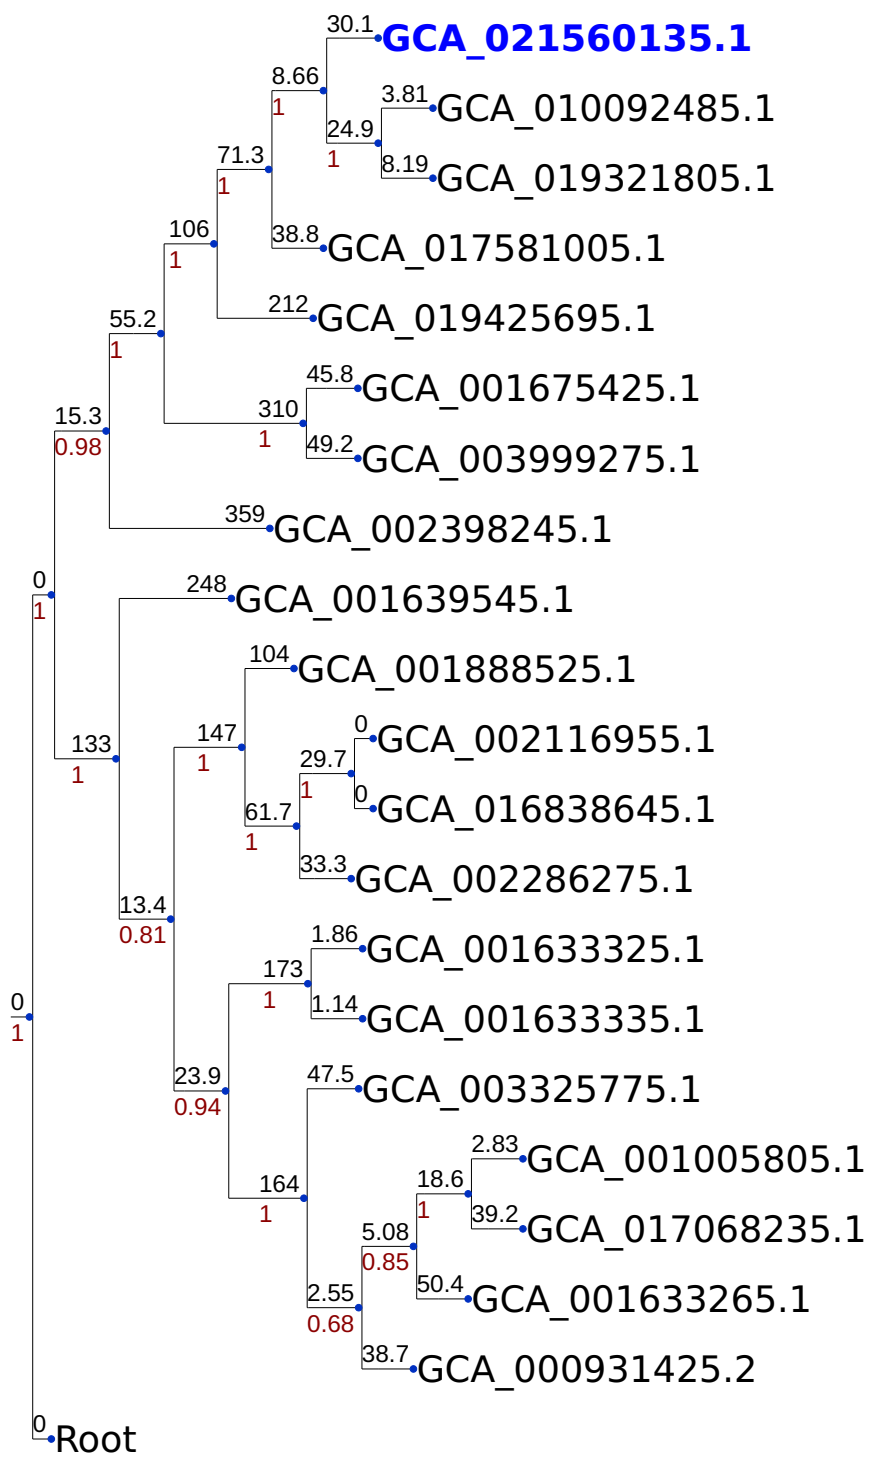 30.1
GCA_021560135.1
8.66
1
3.81
GCA_010092485.1
24.9
1
8.19
GCA_019321805.1
71.3
1
38.8
GCA_017581005.1
106
1
212
GCA_019425695.1
55.2
1
45.8
GCA_001675425.1
310
1
49.2
GCA_003999275.1
15.3
0.98
359
GCA_002398245.1
0
1
248
GCA_001639545.1
104
GCA_001888525.1
147
1
0
GCA_002116955.1
133
1
29.7
1
0
GCA_016838645.1
61.7
1
33.3
GCA_002286275.1
13.4
0.81
1.86
GCA_001633325.1
173
1
1.14
GCA_001633335.1
0
1
23.9
0.94
47.5
GCA_003325775.1
2.83
GCA_001005805.1
164
1
18.6
1
39.2
GCA_017068235.1
5.08
0.85
50.4
GCA_001633265.1
2.55
0.68
38.7
GCA_000931425.2
0
Root